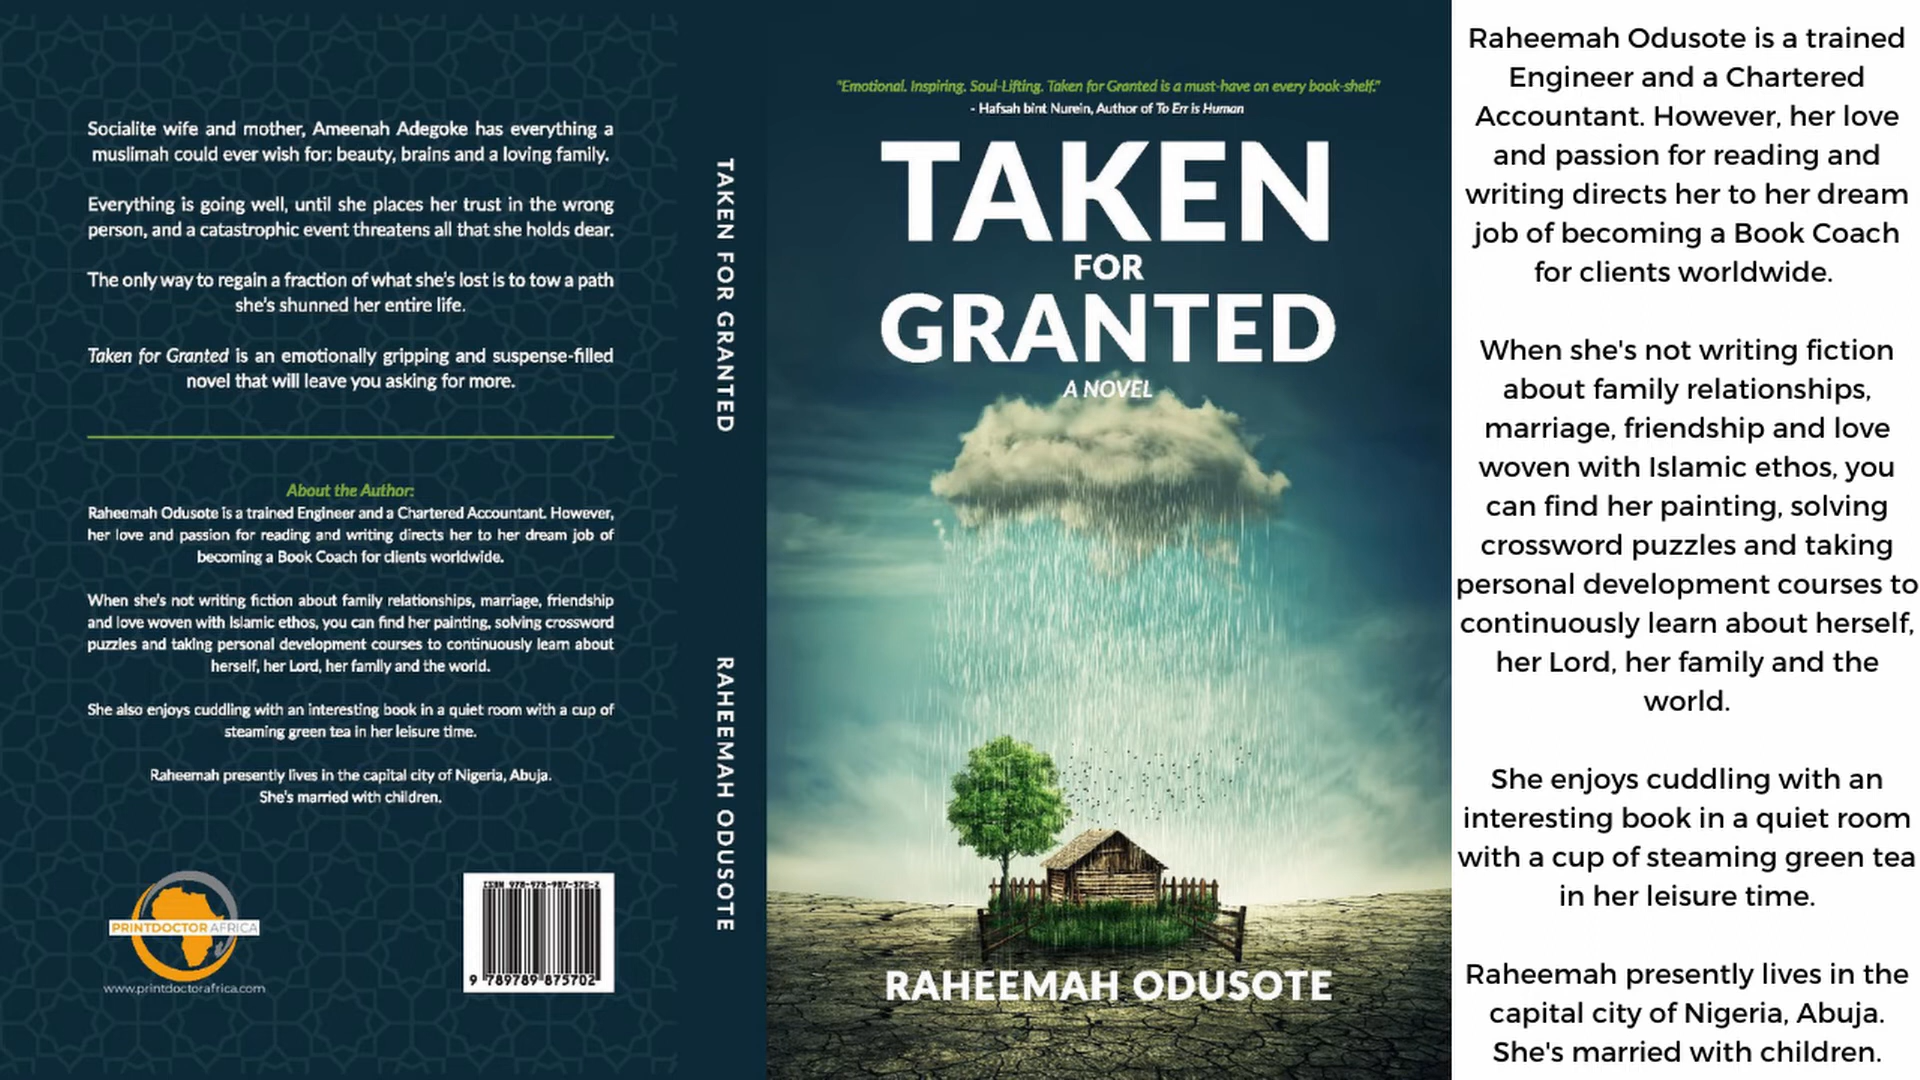 Socialite wife and mother, Ameenah Adegoke has everything a
muslimah could ever wish for: beauty, brains and a loving family.
Everything is going well, until she places her trust in the wrong
person, and a catastrophic event threatens all that she holds dear.
The only way to regain a fraction of what she's lost is to tow a path
she's shunned her entire life.
Taken for Granted is an emotionally gripping and suspense-filled
novel that will leave you asking for more.
About the Author:
Raheemah Odusote is a trained Engineer and a Chartered Accountant. However,
her love and passion for reading and writing directs her to her dream job of
becoming a Book Coach for clients worldwide.
When she's not writing fiction about family relationships, marriage, friendship
and love woven with Islamic ethos, you can find her painting, solving crossword
puzzles and taking personal development courses to continuously learn about
herself, her Lord, her family and the world.
She also enjoys cuddling with an interesting book in a quiet room with a cup of
steaming green tea in her leisure time.
Raheemah presently lives in the capital city of Nigeria, Abuja.
She's married with children.
PRINTDOCTOR AFRICA
www.printdoctorafrica.com
ISBN 978-978-987-570-2
9 789789 875702
TAKEN FOR GRANTED
RAHEEMAH ODUSOTE
"Emotional. Inspiring. Soul-Lifting. Taken for Granted is a must-have on every book-shelf."
- Hafsah bint Nurein, Author of To Err is Human
TAKEN
FOR
GRANTED
A NOVEL
RAHEEMAH ODUSOTE
Raheemah Odusote is a trained
Engineer and a Chartered
Accountant. However, her love
and passion for reading and
writing directs her to her dream
job of becoming a Book Coach
for clients worldwide.
When she's not writing fiction
about family relationships,
marriage, friendship and love
woven with Islamic ethos, you
can find her painting, solving
crossword puzzles and taking
personal development courses to
continuously learn about herself,
her Lord, her family and the
world.
She enjoys cuddling with an
interesting book in a quiet room
with a cup of steaming green tea
in her leisure time.
Raheemah presently lives in the
capital city of Nigeria, Abuja.
She's married with children.